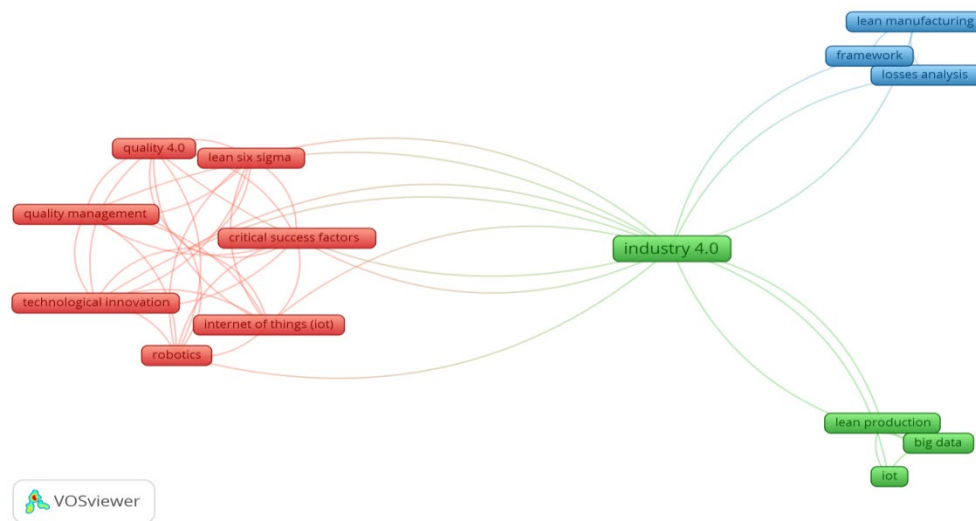 lean manufacturing
framework
losses analysis
quality 4.0
lean six sigma
quality management
critical success factors
industry 4.0
technological innovation
internet of things (iot)
robotics
lean production
big data
iot
VOSviewer